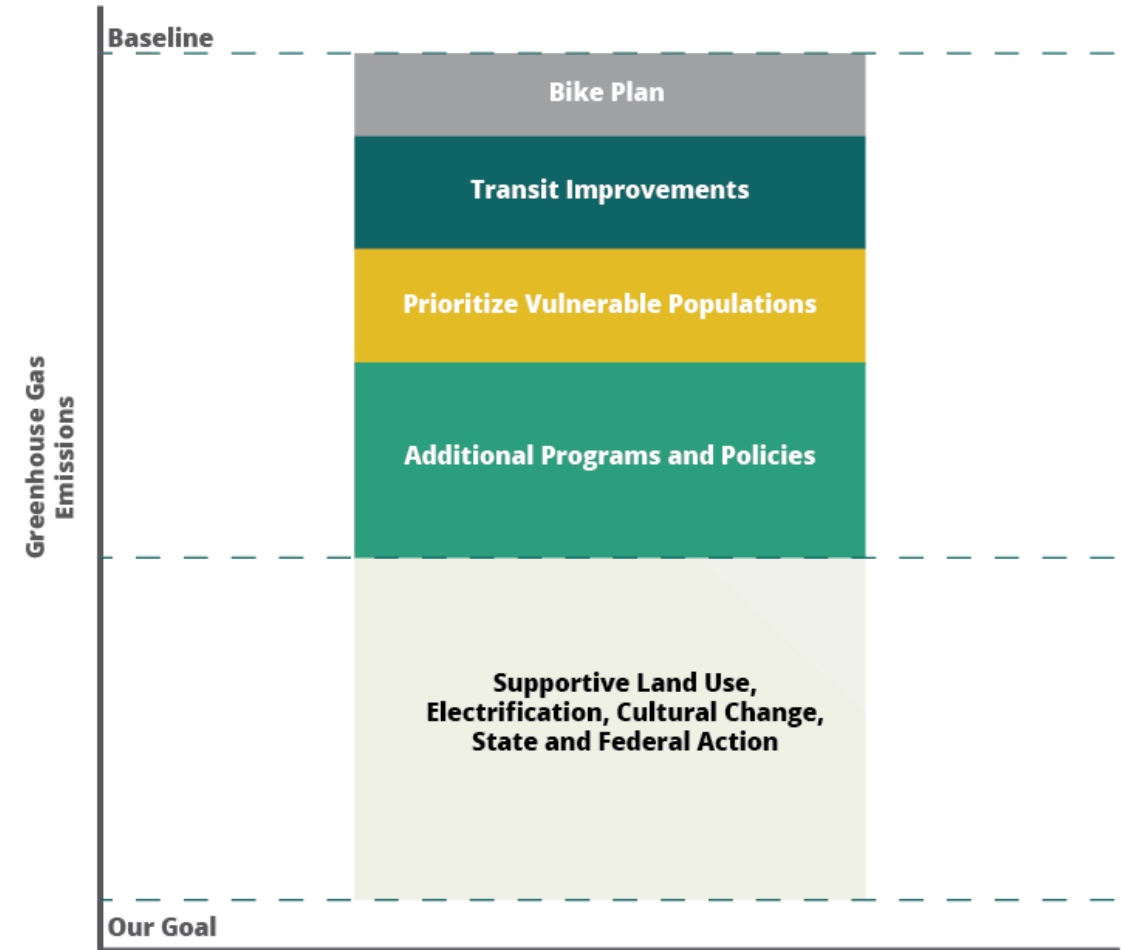 Baseline
Bike Plan
Transit Improvements
Prioritize Vulnerable Populations
Greenhouse Gas
Emissions
Additional Programs and Policies
Supportive Land Use,
Electrification, Cultural Change,
State and Federal Action
Our Goal